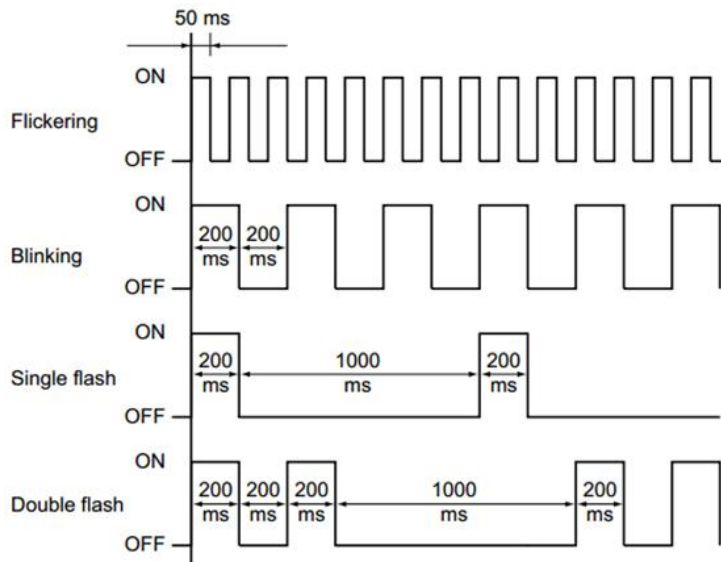 50 ms
ON
Flickering
OFF
ON
200 200
ms ms
Blinking
OFF
ON
200 1000 200
ms ms ms
Single flash
OFF
ON
200 200 200 1000 200
ms ms ms ms ms
Double flash
OFF